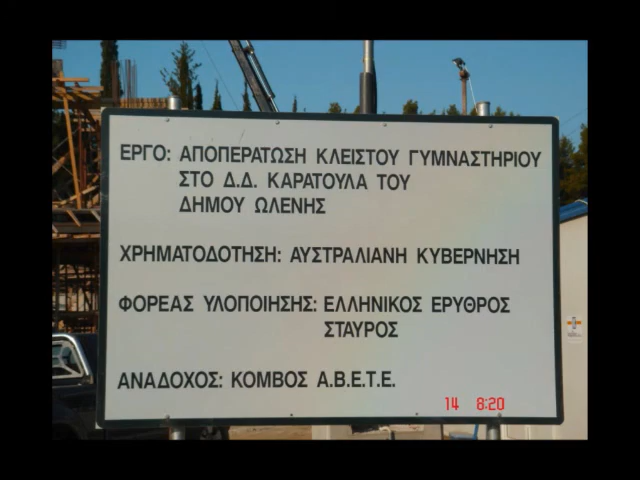 ΕΡΓΟ: ΑΠΟΠΕΡΑΤΩΣΗ ΚΛΕΙΣΤΟΥ ΓΥΜΝΑΣΤΗΡΙΟΥ
ΣΤΟ Δ.Δ. ΚΑΡΑΤΟΥΛΑ ΤΟΥ
ΔΗΜΟΥ ΩΛΕΝΗΣ
ΧΡΗΜΑΤΟΔΟΤΗΣΗ: ΑΥΣΤΡΑΛΙΑΝΗ ΚΥΒΕΡΝΗΣΗ
ΦΟΡΕΑΣ ΥΛΟΠΟΙΗΣΗΣ: ΕΛΛΗΝΙΚΟΣ ΕΡΥΘΡΟΣ
ΣΤΑΥΡΟΣ
ΑΝΑΔΟΧΟΣ: ΚΟΜΒΟΣ Α.Β.Ε.Τ.Ε.
14 8:20